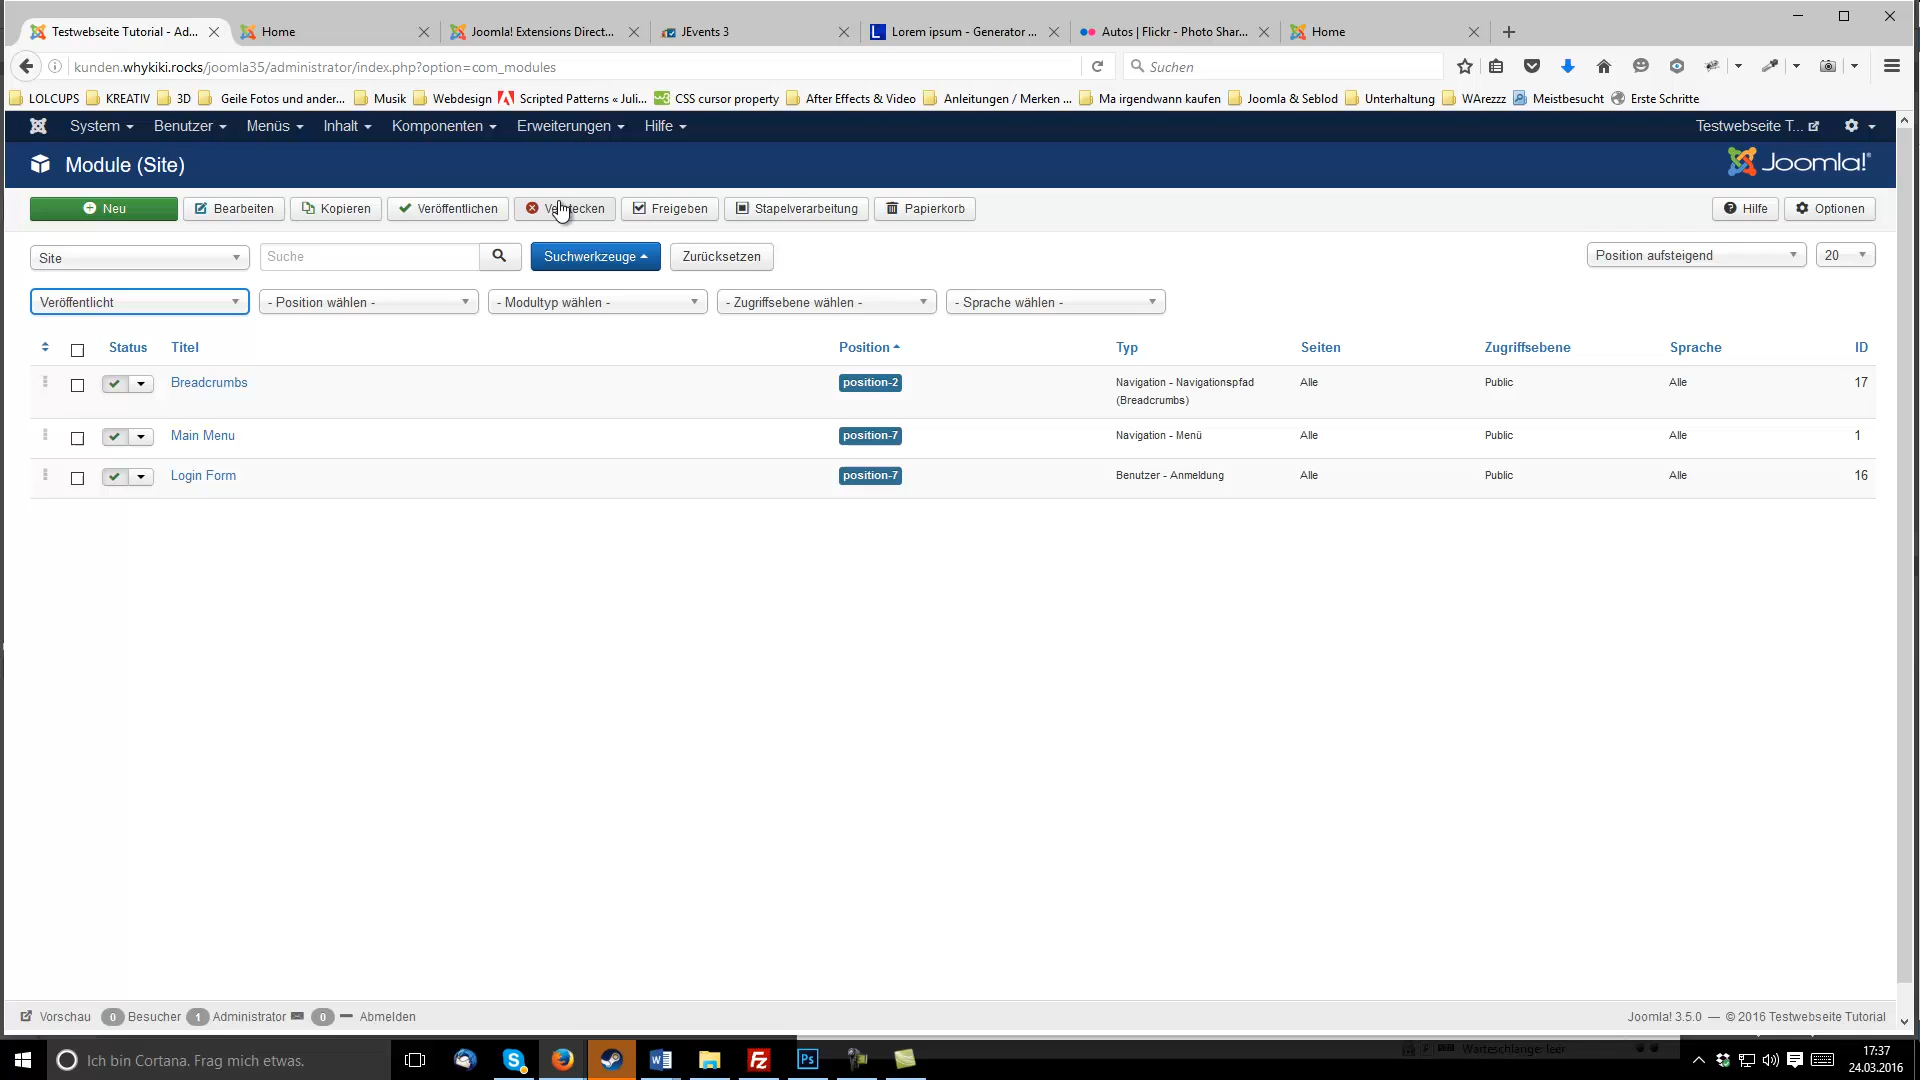 Testwebseite Tutorial - Ad...
Home
Joomla! Extensions Direct...
JEvents 3
Lorem ipsum - Generator ...
Autos | Flickr - Photo Shar...
Home
kunden.whykiki.rocks/joomla35/administrator/index.php?option=com_modules
Suchen
LOLCUPS
KREATIV
3D
Geile Fotos und ander...
Musik
Webdesign
Scripted Patterns « Juli...
CSS cursor property
After Effects & Video
Anleitungen / Merken ...
Ma irgendwann kaufen
Joomla & Seblod
Unterhaltung
WArezzz
Meistbesucht
Erste Schritte
System
Benutzer
Menüs
Inhalt
Komponenten
Erweiterungen
Hilfe
Testwebseite T...
Module (Site)
Joomla!®
Neu
Bearbeiten
Kopieren
Veröffentlichen
Freigeben
Stapelverarbeitung
Papierkorb
Hilfe
Optionen
Site
Suche
Suchwerkzeuge
Zurücksetzen
Position aufsteigend
20
Veröffentlicht
- Position wählen -
- Modultyp wählen -
- Zugriffsebene wählen -
- Sprache wählen -
Status Titel Position Typ Seiten Zugriffsebene Sprache ID
Breadcrumbs position-2 Navigation - Navigationspfad Alle Public Alle 17
(Breadcrumbs)
Main Menu position-7 Navigation - Menü Alle Public Alle 1
Login Form position-7 Benutzer - Anmeldung Alle Public Alle 16
Vorschau 0 Besucher 1 Administrator 0 Abmelden
Joomla! 3.5.0 — © 2016 Testwebseite Tutorial
Ich bin Cortana. Frag mich etwas.
Warteschlange: leer
17:37
24.03.2016